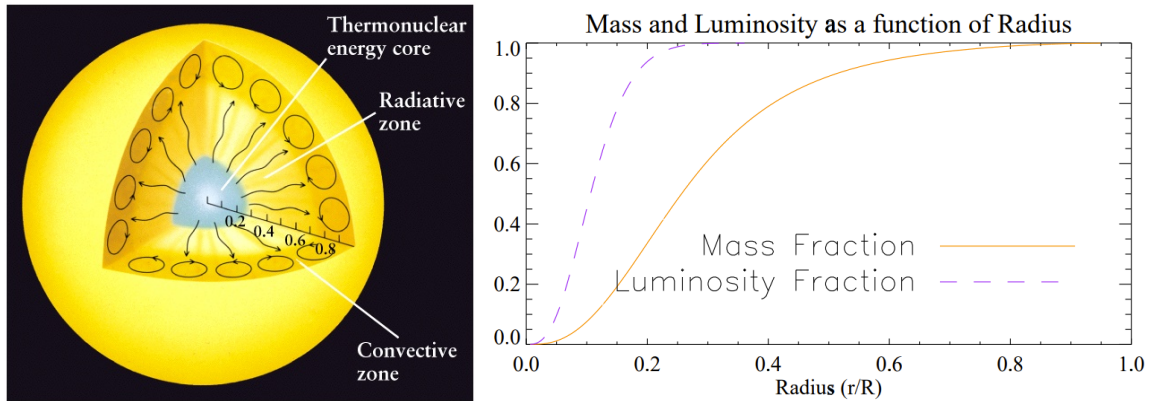 Thermonuclear
energy core
Radiative
zone
0.2
0.4
0.6
0.8
Convective
zone
Mass and Luminosity as a function of Radius
1.0
0.8
0.6
0.4
0.2
0.0
Mass Fraction
Luminosity Fraction
0.0 0.2 0.4 0.6 0.8 1.0
Radius (r/R)